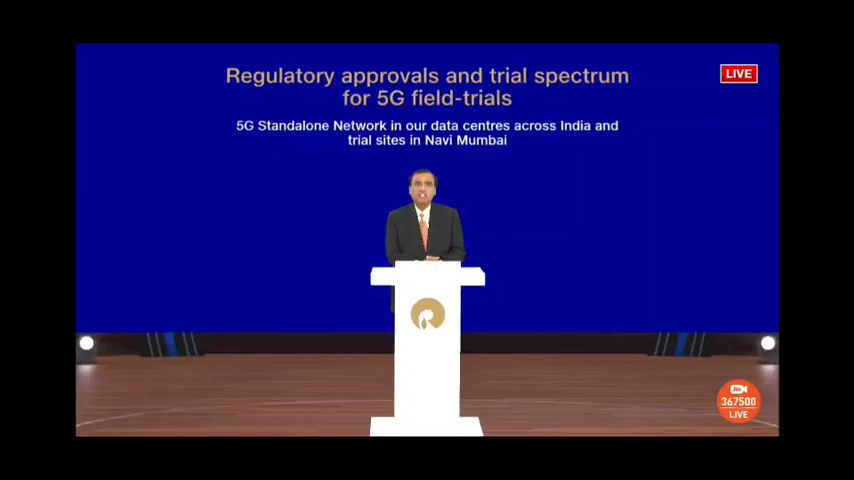 Regulatory approvals and trial spectrum
for 5G field-trials
LIVE
5G Standalone Network in our data centres across India and
trial sites in Navi Mumbai
Jio
367500
LIVE